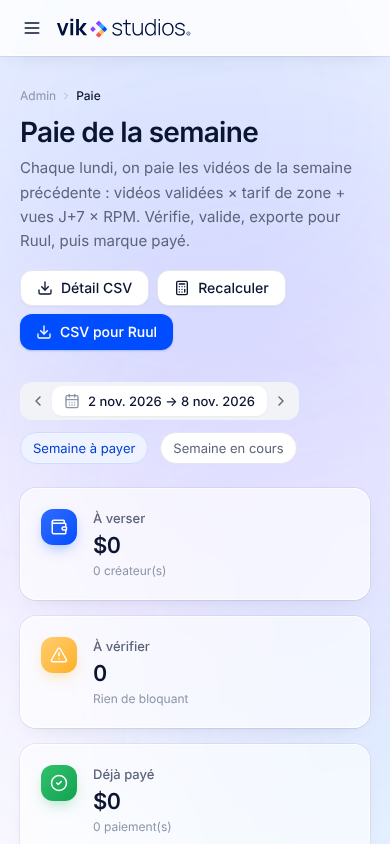 vik studios®
Admin > Paie
Paie de la semaine
Chaque lundi, on paie les vidéos de la semaine
précédente : vidéos validées × tarif de zone +
vues J+7 × RPM. Vérifie, valide, exporte pour
Ruul, puis marque payé.
Détail CSV
Recalculer
CSV pour Ruul
2 nov. 2026 → 8 nov. 2026
Semaine à payer
Semaine en cours
À verser
$0
0 créateur(s)
À vérifier
0
Rien de bloquant
Déjà payé
$0
0 paiement(s)